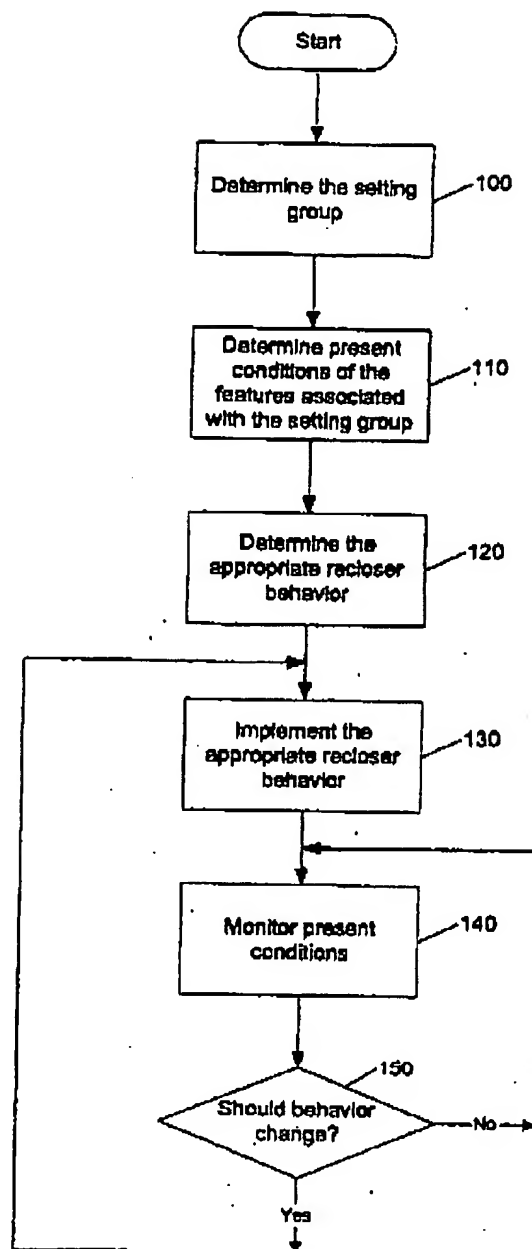 Start
Determine the setting
group
100
Determine present
conditions of the
features associated
with the setting group
110
Determine the
appropriate recloser
behavior
120
Implement the
appropriate recloser
behavior
130
Monitor present
conditions
140
150
Should behavior
change?
No
Yes